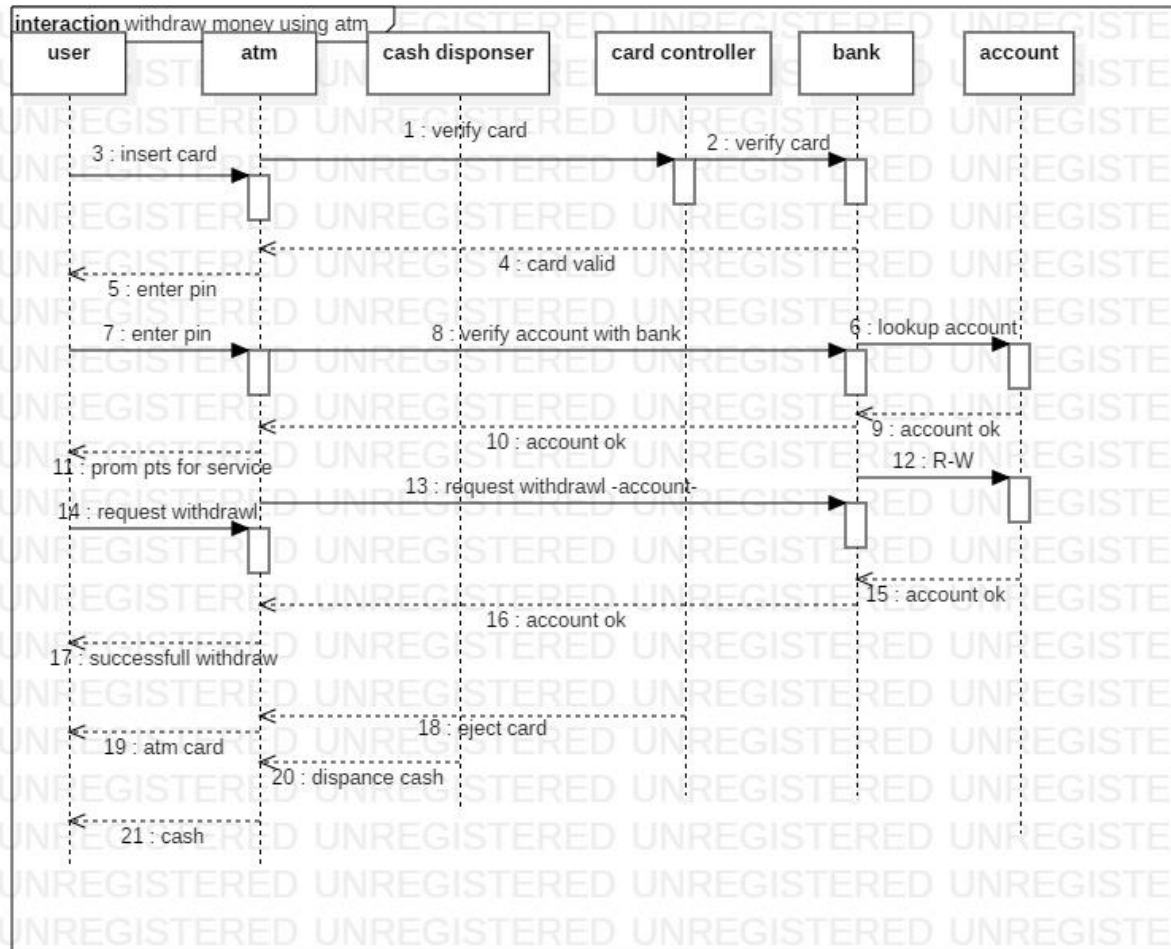 interaction withdraw money using atm
user
atm
cash disponser
card controller
bank
account
1 : verify card
2 : verify card
3 : insert card
4 : card valid
5 : enter pin
6 : lookup account
7 : enter pin
8 : verify account with bank
9 : account ok
10 : account ok
11 : prom pts for service
12 : R-W
13 : request withdrawl -account-
14 : request withdrawl
15 : account ok
16 : account ok
17 : successfull withdraw
18 : eject card
19 : atm card
20 : dispance cash
21 : cash
UNREGISTERED UNREGISTERED UNREGISTERED UNREGISTERED